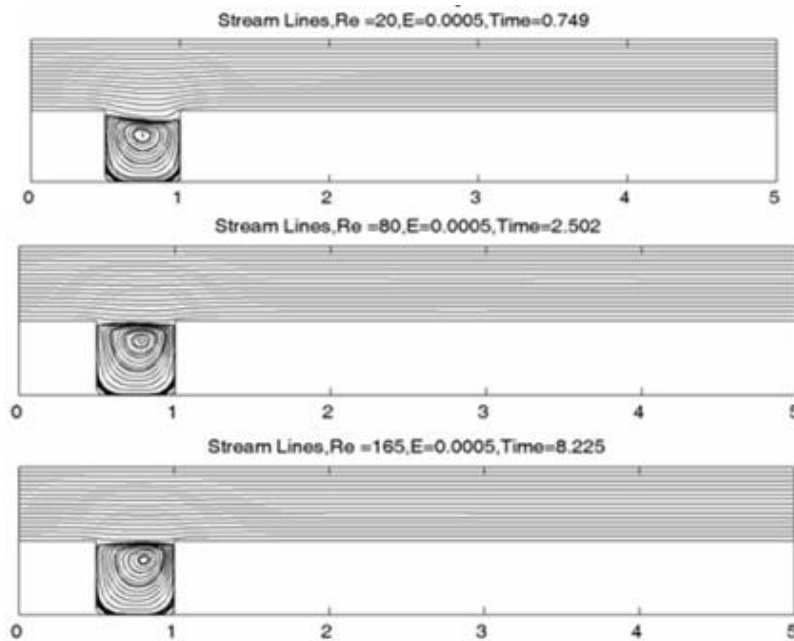 Stream Lines,Re =20,E=0.0005,Time=0.749
0 1 2 3 4 5
Stream Lines,Re =80,E=0.0005,Time=2.502
0 1 2 3 4 5
Stream Lines,Re =165,E=0.0005,Time=8.225
0 1 2 3 4 5